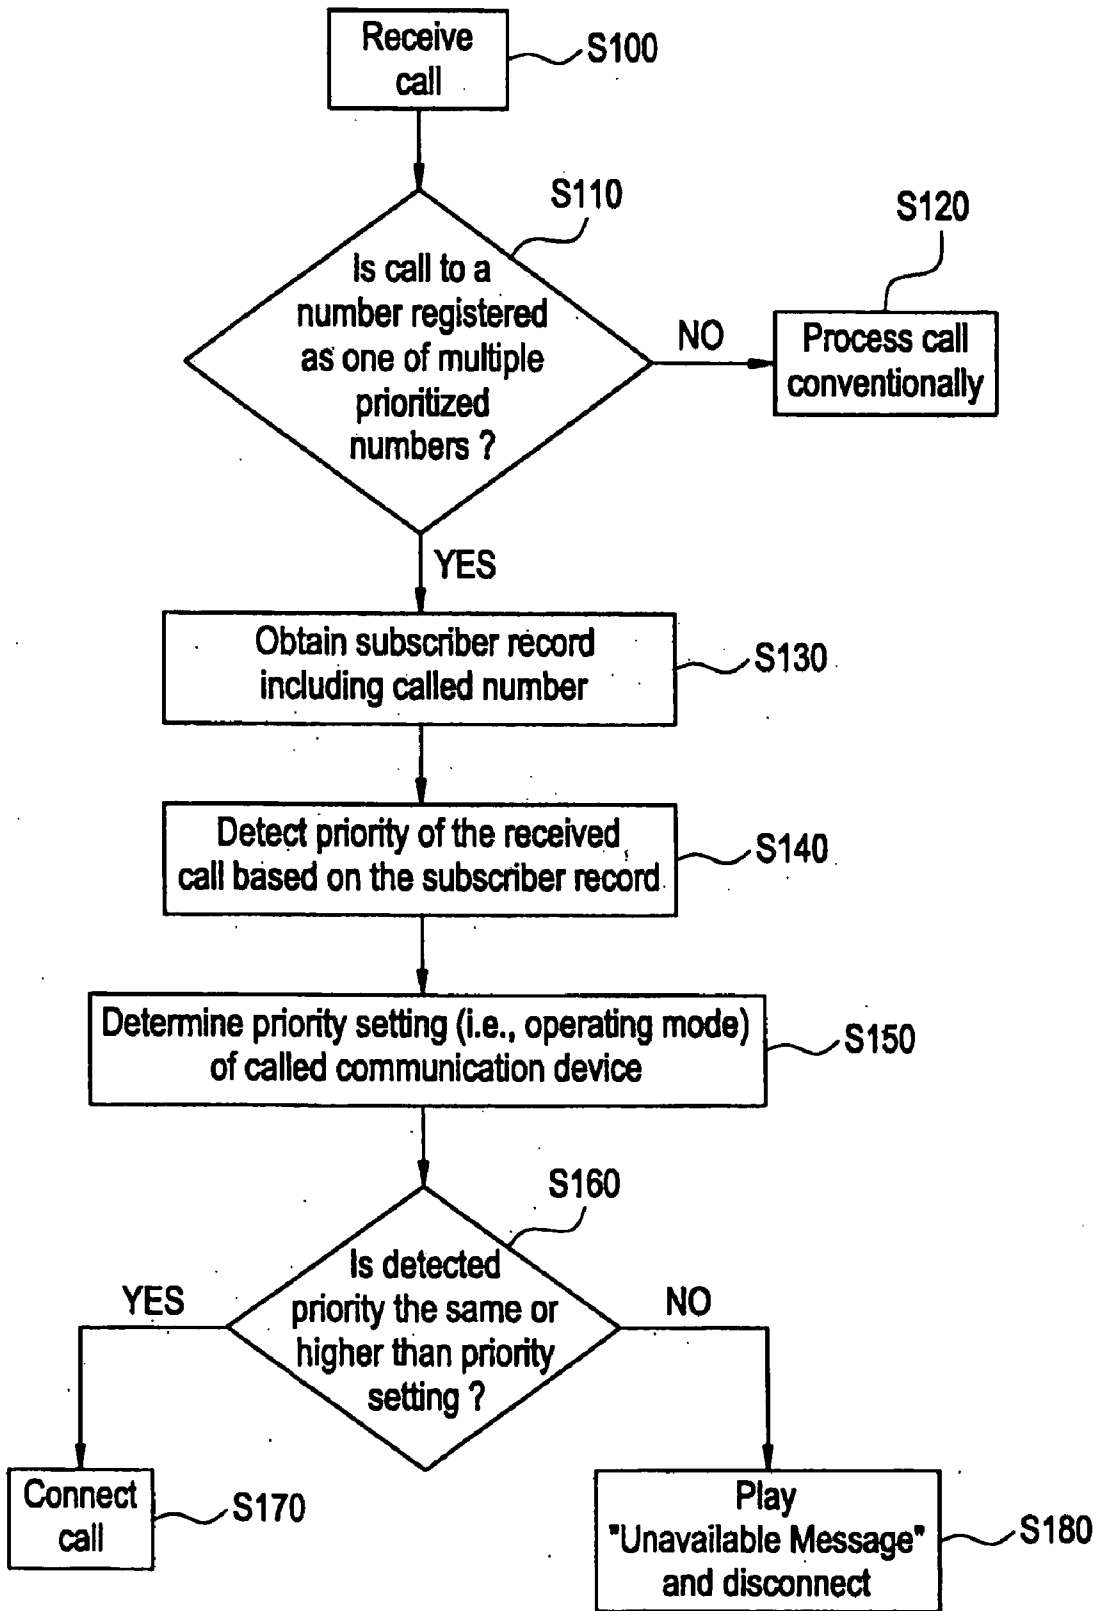 Receive
call
S100
S110
S120
Is call to a
number registered
as one of multiple
prioritized
numbers ?
NO
Process call
conventionally
YES
Obtain subscriber record
including called number
S130
Detect priority of the received
call based on the subscriber record
S140
Determine priority setting (i.e., operating mode)
of called communication device
S150
S160
Is detected
priority the same or
higher than priority
setting ?
YES
NO
Connect
call
S170
Play
"Unavailable Message"
and disconnect
S180